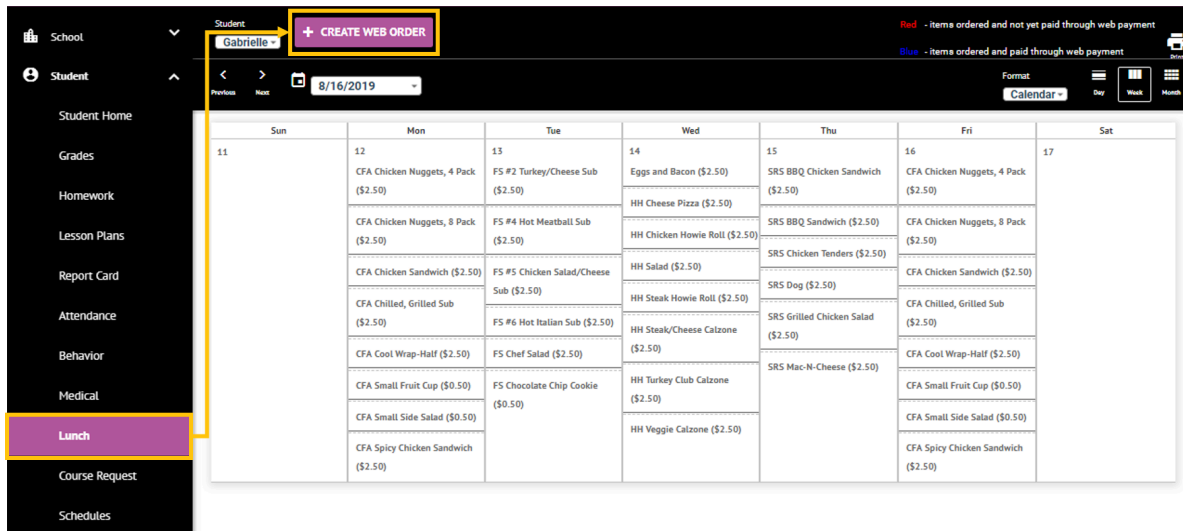 School
Student
Student Home
Grades
Homework
Lesson Plans
Report Card
Attendance
Behavior
Medical
Lunch
Course Request
Schedules
Student
Gabrielle
+ CREATE WEB ORDER
Red - items ordered and not yet paid through web payment
Blue - items ordered and paid through web payment
Print
Previous
Next
8/16/2019
Format
Calendar
Day
Week
Month
Sun
Mon
Tue
Wed
Thu
Fri
Sat
11
12
CFA Chicken Nuggets, 4 Pack
($2.50)
CFA Chicken Nuggets, 8 Pack
($2.50)
CFA Chicken Sandwich ($2.50)
CFA Chilled, Grilled Sub
($2.50)
CFA Cool Wrap-Half ($2.50)
CFA Small Fruit Cup ($0.50)
CFA Small Side Salad ($0.50)
CFA Spicy Chicken Sandwich
($2.50)
13
FS #2 Turkey/Cheese Sub
($2.50)
FS #4 Hot Meatball Sub
($2.50)
FS #5 Chicken Salad/Cheese
Sub ($2.50)
FS #6 Hot Italian Sub ($2.50)
FS Chef Salad ($2.50)
FS Chocolate Chip Cookie
($0.50)
14
Eggs and Bacon ($2.50)
HH Cheese Pizza ($2.50)
HH Chicken Howie Roll ($2.50)
HH Salad ($2.50)
HH Steak Howie Roll ($2.50)
HH Steak/Cheese Calzone
($2.50)
HH Turkey Club Calzone
($2.50)
HH Veggie Calzone ($2.50)
15
SRS BBQ Chicken Sandwich
($2.50)
SRS BBQ Sandwich ($2.50)
SRS Chicken Tenders ($2.50)
SRS Dog ($2.50)
SRS Grilled Chicken Salad
($2.50)
SRS Mac-N-Cheese ($2.50)
16
CFA Chicken Nuggets, 4 Pack
($2.50)
CFA Chicken Nuggets, 8 Pack
($2.50)
CFA Chicken Sandwich ($2.50)
CFA Chilled, Grilled Sub
($2.50)
CFA Cool Wrap-Half ($2.50)
CFA Small Fruit Cup ($0.50)
CFA Small Side Salad ($0.50)
CFA Spicy Chicken Sandwich
($2.50)
17